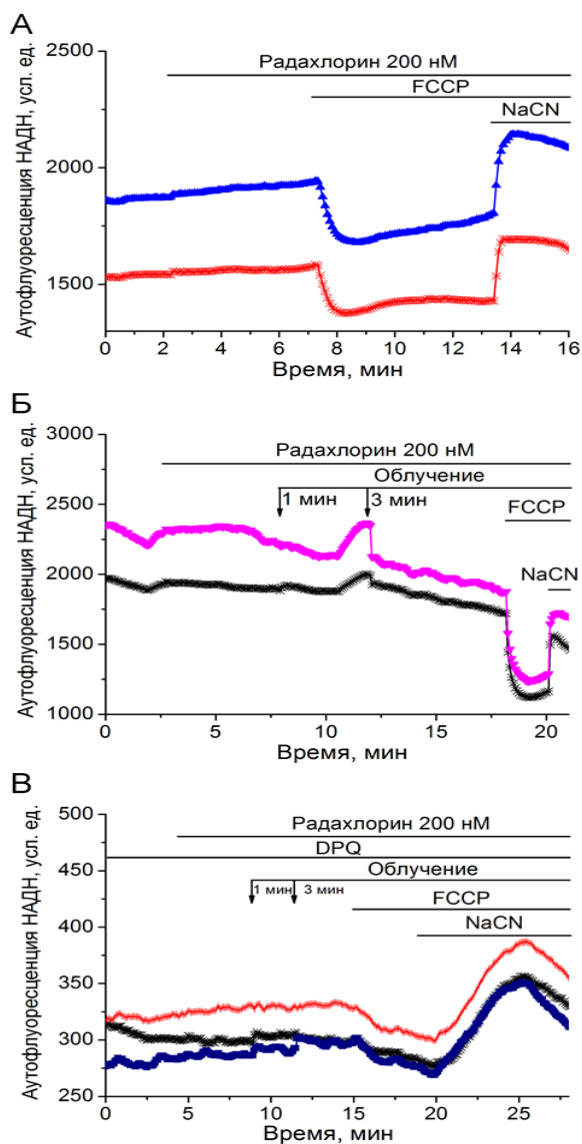 А
Радахлорин 200 нМ
FCCP
NaCN
Аутофлуоресценция НАДН, усл. ед.
2500
2000
1500
0 2 4 6 8 10 12 14 16
Время, мин
Б
Радахлорин 200 нМ
Облучение
1 мин 3 мин
FCCP
NaCN
Аутофлуоресценция НАДН, усл. ед.
3000
2500
2000
1500
1000
0 5 10 15 20
Время, мин
В
Радахлорин 200 нМ
DPQ
Облучение
1 мин 3 мин
FCCP
NaCN
Аутофлуоресценция НАДН, усл. ед.
500
450
400
350
300
250
0 5 10 15 20 25
Время, мин